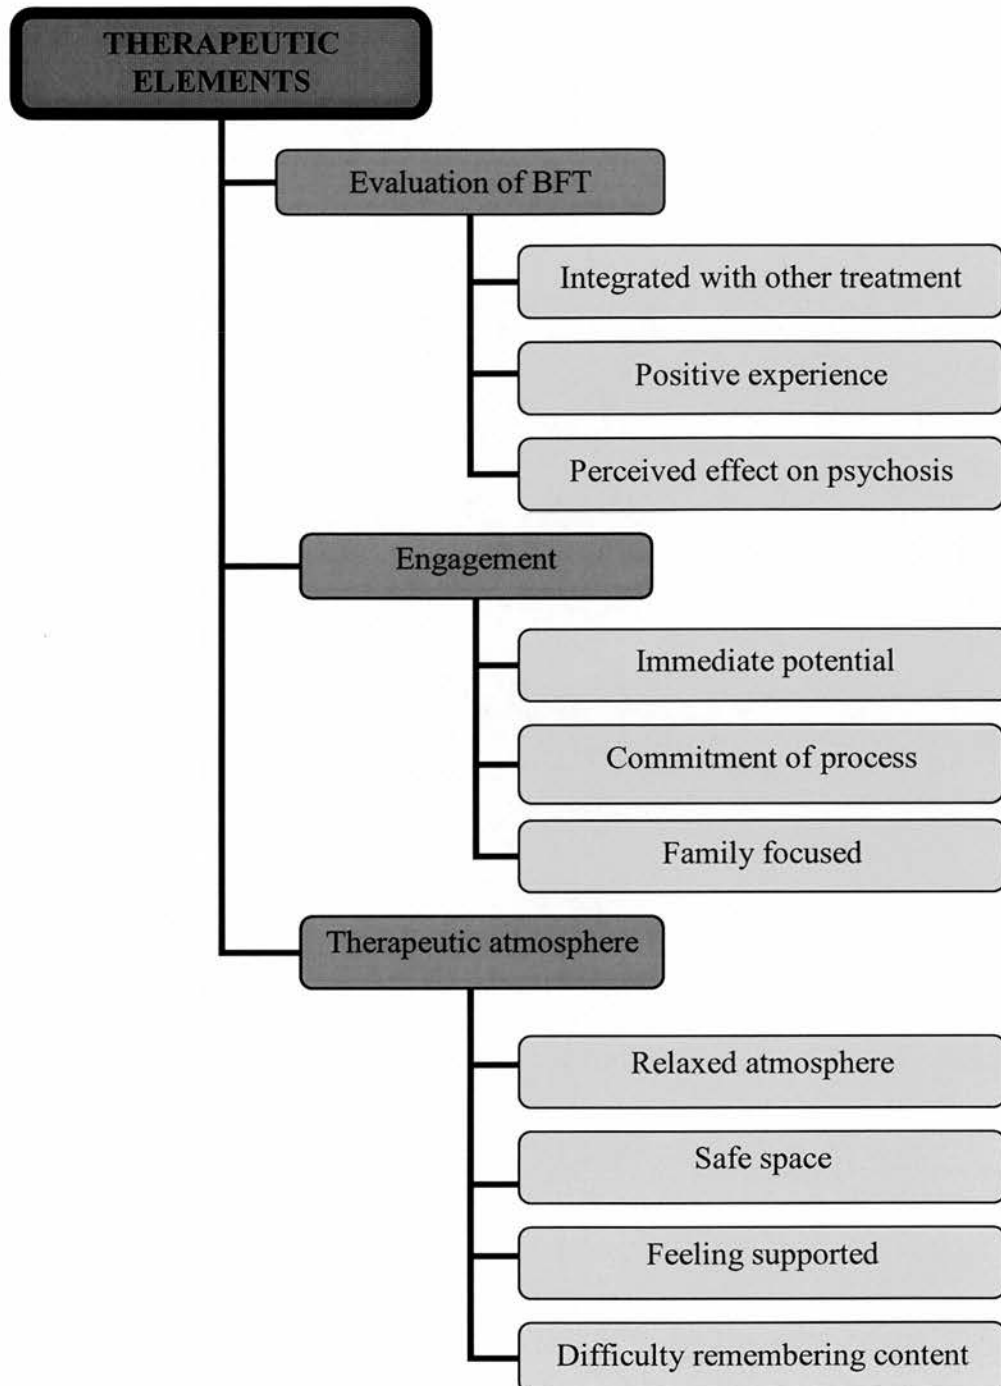 THERAPEUTIC
ELEMENTS
Evaluation of BFT
Integrated with other treatment
Positive experience
Perceived effect on psychosis
Engagement
Immediate potential
Commitment of process
Family focused
Therapeutic atmosphere
Relaxed atmosphere
Safe space
Feeling supported
Difficulty remembering content